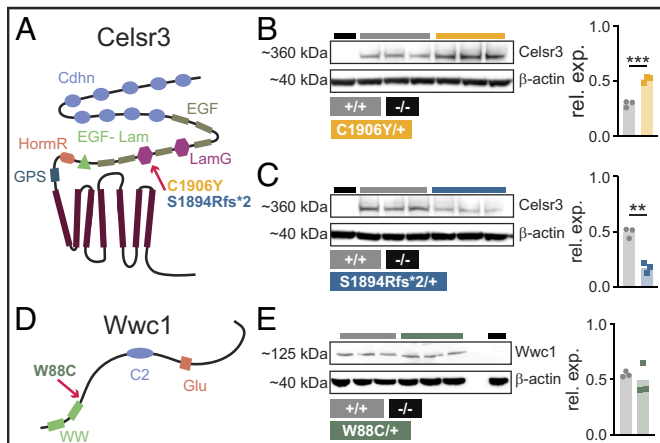 A
Celsr3
Cdhn
EGF
EGF- Lam
HormR
LamG
GPS
C1906Y
S1894Rfs*2
B
~360 kDa
Celsr3
~40 kDa
β-actin
+/+
-/-
C1906Y/+
rel. exp.
1.0
0.5
0.0
***
C
~360 kDa
Celsr3
~40 kDa
β-actin
+/+
-/-
S1894Rfs*2/+
rel. exp.
1.0
0.5
0.0
**
D
Wwc1
W88C
C2
Glu
WW
E
~125 kDa
Wwc1
~40 kDa
β-actin
+/+
-/-
W88C/+
rel. exp.
1.0
0.5
0.0